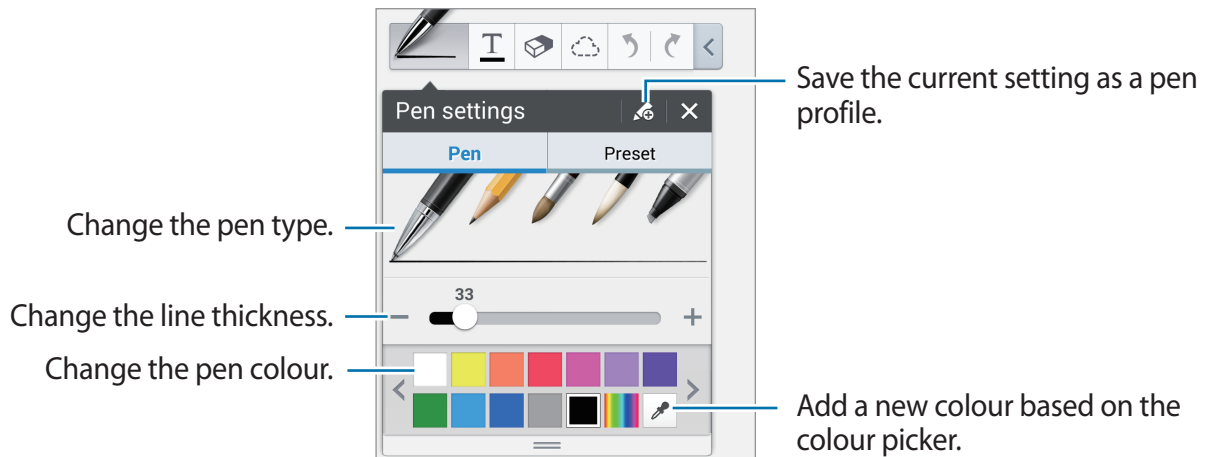 T
Save the current setting as a pen
profile.
Pen settings
Pen Preset
Change the pen type.
33
Change the line thickness.
Change the pen colour.
Add a new colour based on the
colour picker.